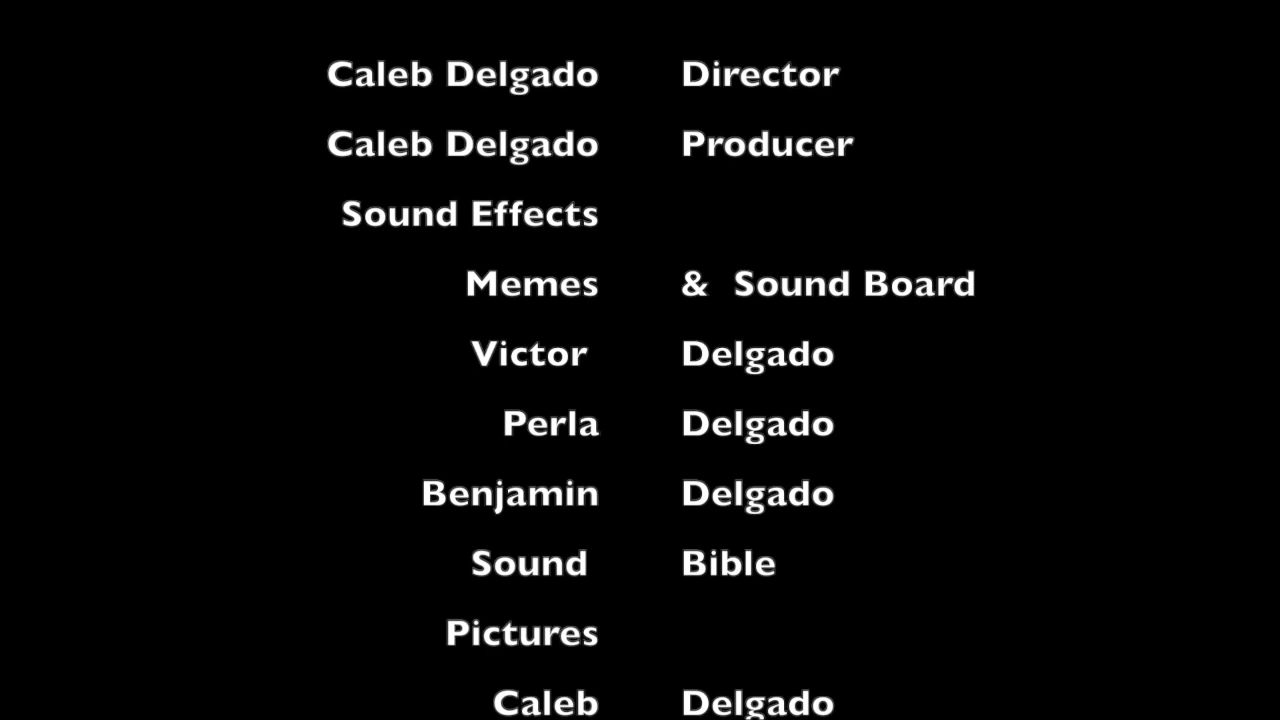 Caleb Delgado Director
Caleb Delgado Producer
Sound Effects
Memes & Sound Board
Victor Delgado
Perla Delgado
Benjamin Delgado
Sound Bible
Pictures
Caleb Delgado